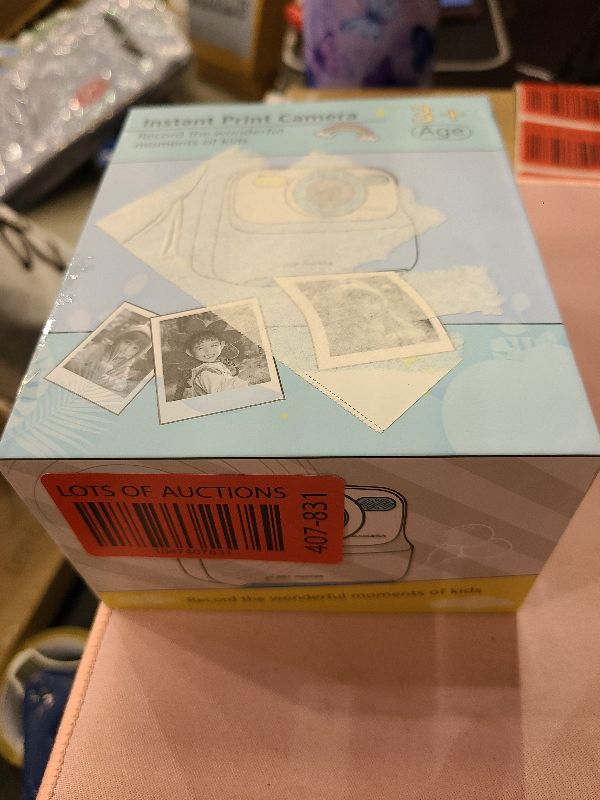 Instant Print Camera
Record the wonderful
moments of kids
3+
Age
LOTS OF AUCTIONS
407-831
Record the wonderful moments of kids